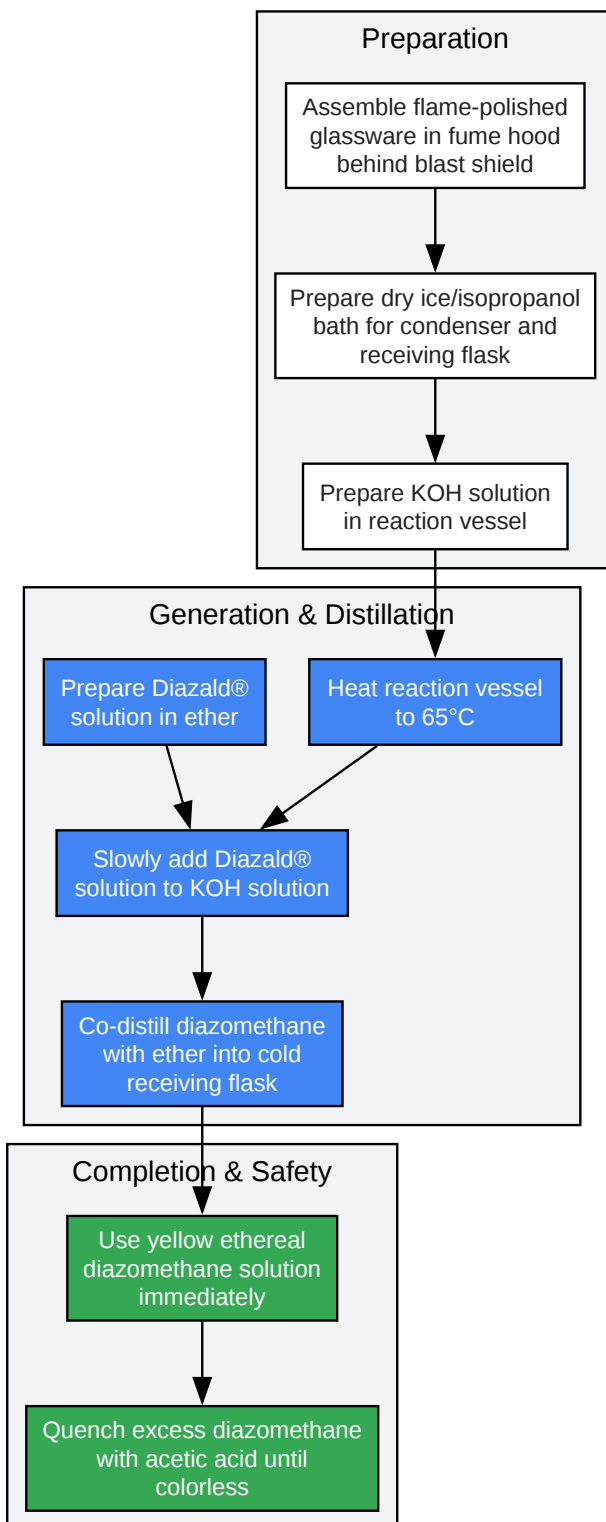 Preparation
Assemble flame-polished
glassware in fume hood
behind blast shield
Prepare dry ice/isopropanol
bath for condenser and
receiving flask
Prepare KOH solution
in reaction vessel
Generation & Distillation
Prepare Diazald®
solution in ether
Heat reaction vessel
to 65°C
Slowly add Diazald®
solution to KOH solution
Co-distill diazomethane
with ether into cold
receiving flask
Completion & Safety
Use yellow ethereal
diazomethane solution
immediately
Quench excess diazomethane
with acetic acid until
colorless